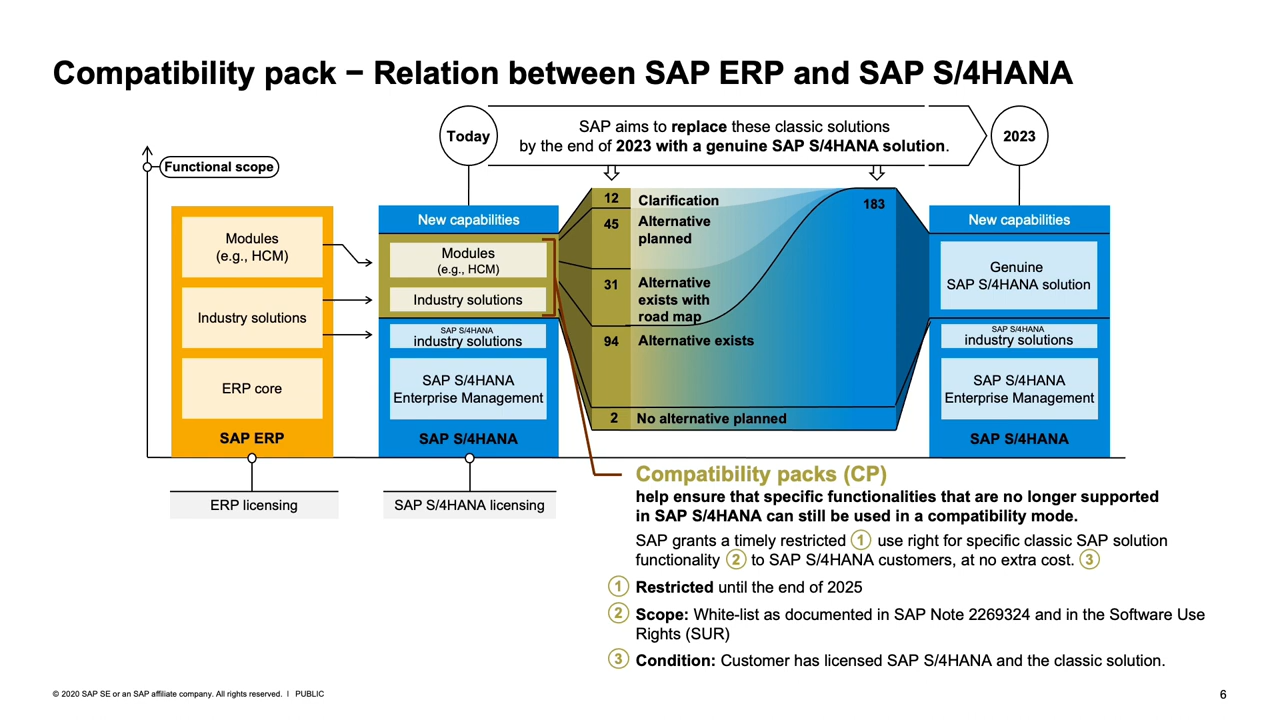 Compatibility pack − Relation between SAP ERP and SAP S/4HANA
Today
SAP aims to replace these classic solutions
by the end of 2023 with a genuine SAP S/4HANA solution.
2023
Functional scope
Modules
(e.g., HCM)
Industry solutions
ERP core
SAP ERP
ERP licensing
New capabilities
Modules
(e.g., HCM)
Industry solutions
SAP S/4HANA
industry solutions
SAP S/4HANA
Enterprise Management
SAP S/4HANA
SAP S/4HANA licensing
12 Clarification
45 Alternative
planned
31 Alternative
exists with
road map
94 Alternative exists
2 No alternative planned
183
New capabilities
Genuine
SAP S/4HANA solution
SAP S/4HANA
industry solutions
SAP S/4HANA
Enterprise Management
SAP S/4HANA
Compatibility packs (CP)
help ensure that specific functionalities that are no longer supported
in SAP S/4HANA can still be used in a compatibility mode.
SAP grants a timely restricted 1 use right for specific classic SAP solution
functionality 2 to SAP S/4HANA customers, at no extra cost. 3
1 Restricted until the end of 2025
2 Scope: White-list as documented in SAP Note 2269324 and in the Software Use
Rights (SUR)
3 Condition: Customer has licensed SAP S/4HANA and the classic solution.
© 2020 SAP SE or an SAP affiliate company. All rights reserved. ǀ PUBLIC
6